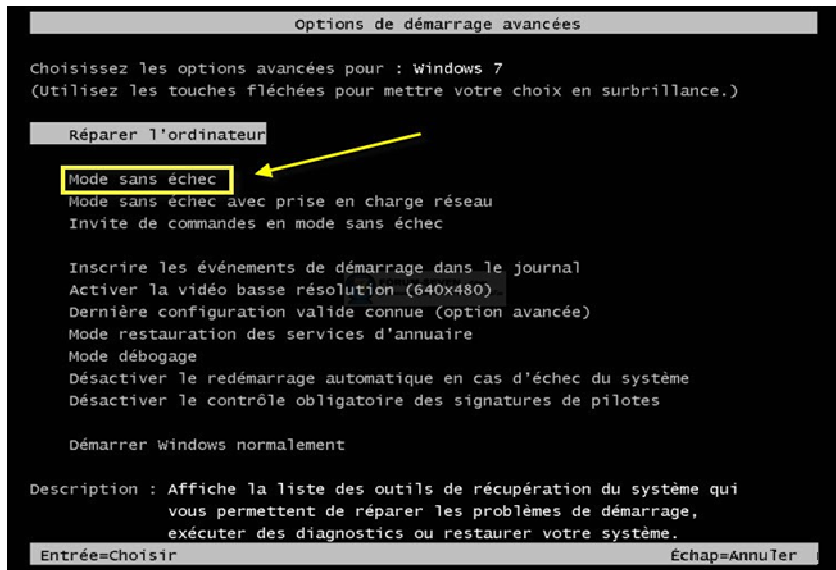 Options de démarrage avancées
Choisissez les options avancées pour : Windows 7
(Utilisez les touches fléchées pour mettre votre choix en surbrillance.)
Réparer l'ordinateur
Mode sans échec
Mode sans échec avec prise en charge réseau
Invite de commandes en mode sans échec
Inscrire les événements de démarrage dans le journal
Activer la vidéo basse résolution (640x480)
Dernière configuration valide connue (option avancée)
Mode restauration des services d'annuaire
Mode débogage
Désactiver le redémarrage automatique en cas d'échec du système
Désactiver le contrôle obligatoire des signatures de pilotes
Démarrer Windows normalement
Description : Affiche la liste des outils de récupération du système qui
vous permettent de réparer les problèmes de démarrage,
exécuter des diagnostics ou restaurer votre système.
Entrée=Choisir Échap=Annuler